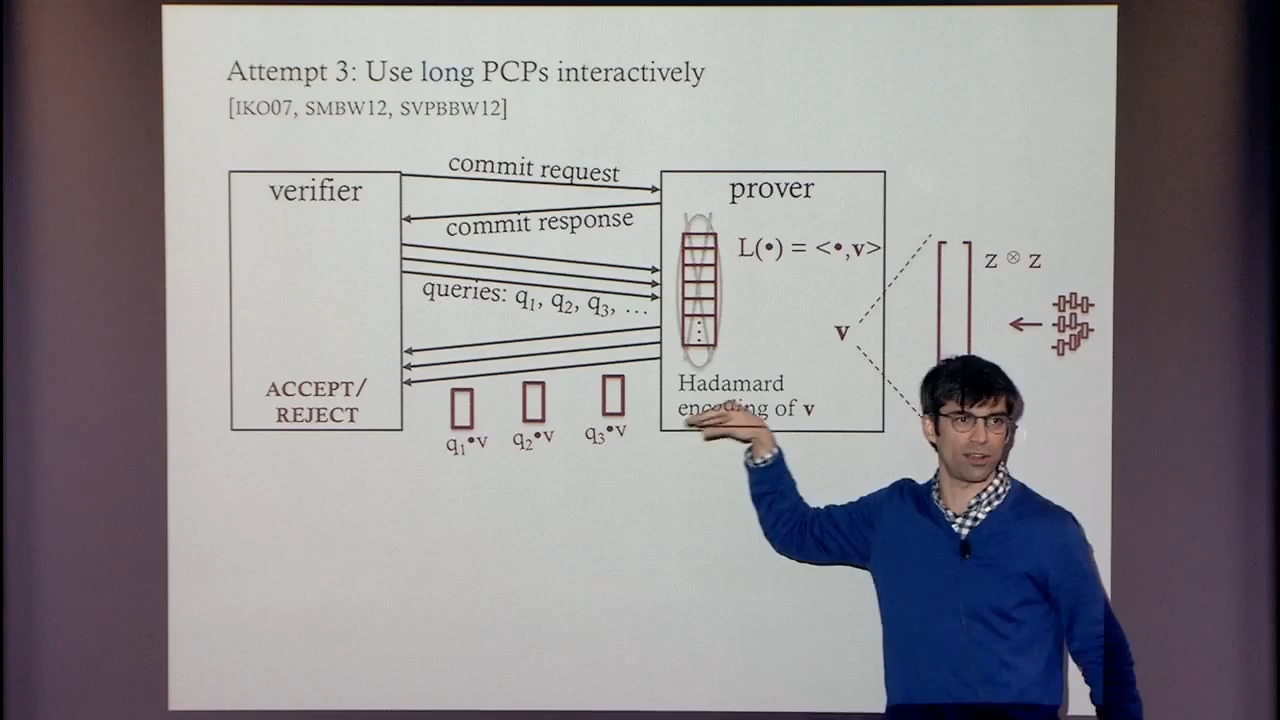 Attempt 3: Use long PCPs interactively
[IKO07, SMBW12, SVPBBW12]
commit request
verifier
prover
commit response
L(•) = <•,v>
z ⊗ z
queries: q1, q2, q3, …
v
ACCEPT/
REJECT
Hadamard
encoding of v
q1•v
q2•v
q3•v